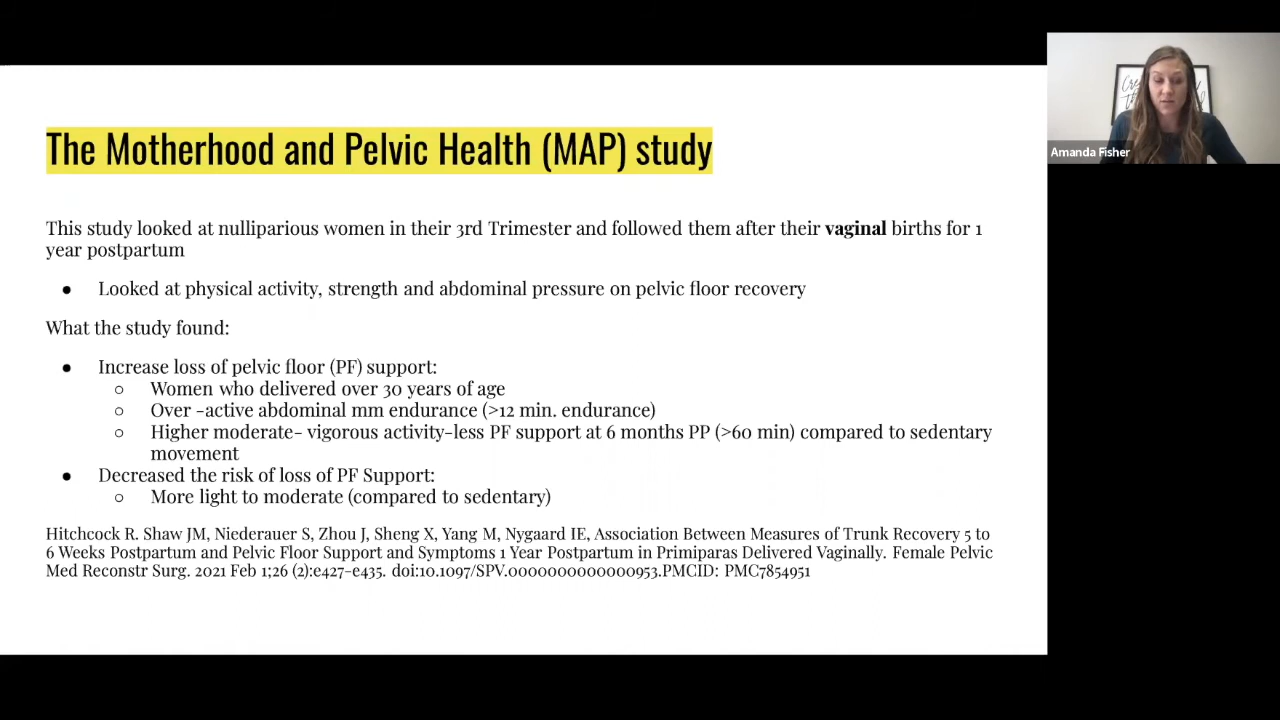 The Motherhood and Pelvic Health (MAP) study
This study looked at nulliparious women in their 3rd Trimester and followed them after their vaginal births for 1
year postpartum
● Looked at physical activity, strength and abdominal pressure on pelvic floor recovery
What the study found:
● Increase loss of pelvic floor (PF) support:
○ Women who delivered over 30 years of age
○ Over -active abdominal mm endurance (>12 min. endurance)
○ Higher moderate- vigorous activity-less PF support at 6 months PP (>60 min) compared to sedentary
movement
● Decreased the risk of loss of PF Support:
○ More light to moderate (compared to sedentary)
Hitchcock R. Shaw JM, Niederauer S, Zhou J, Sheng X, Yang M, Nygaard IE, Association Between Measures of Trunk Recovery 5 to
6 Weeks Postpartum and Pelvic Floor Support and Symptoms 1 Year Postpartum in Primiparas Delivered Vaginally. Female Pelvic
Med Reconstr Surg. 2021 Feb 1;26 (2):e427-e435. doi:10.1097/SPV.0000000000000953.PMCID: PMC7854951
Amanda Fisher